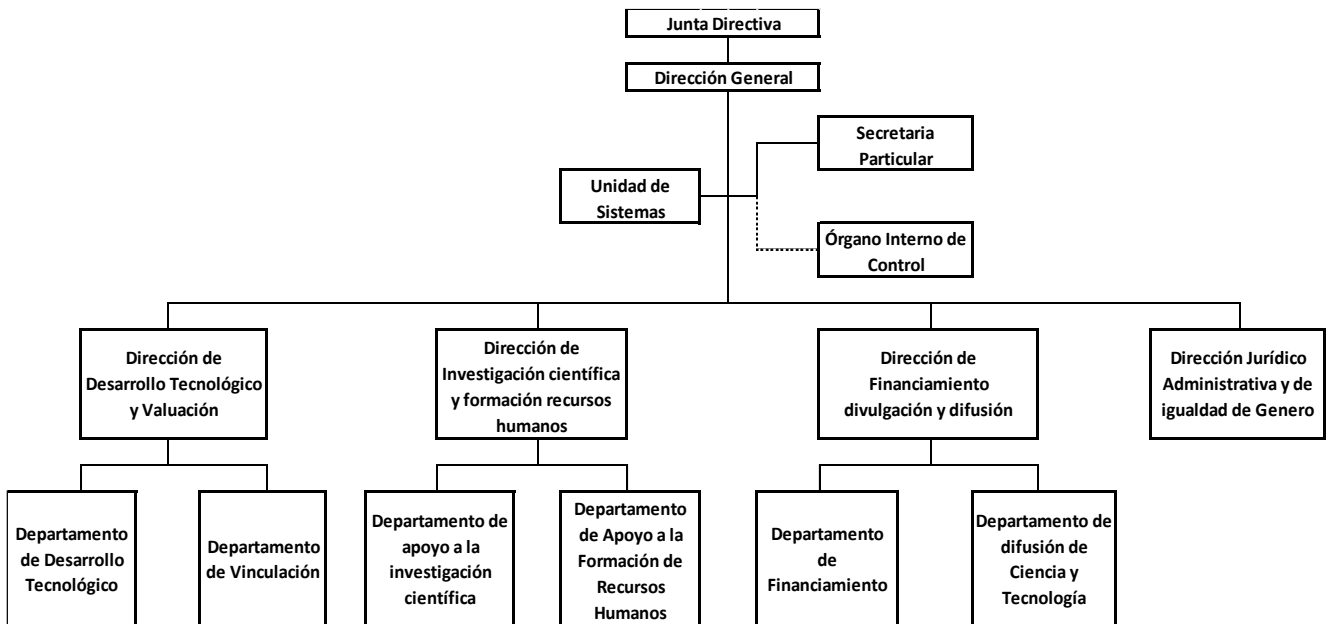 Junta Directiva
Dirección General
Secretaria
Particular
Unidad de
Sistemas
Órgano Interno de
Control
Dirección de
Desarrollo Tecnológico
y Valuación
Dirección de
Investigación científica
y formación recursos
humanos
Dirección de
Financiamiento
divulgación y difusión
Dirección Jurídico
Administrativa y de
igualdad de Genero
Departamento
de Desarrollo
Tecnológico
Departamento
de Vinculación
Departamento de
apoyo a la
investigación
científica
Departamento
de Apoyo a la
Formación de
Recursos
Humanos
Departamento
de
Financiamiento
Departamento de
difusión de
Ciencia y
Tecnología